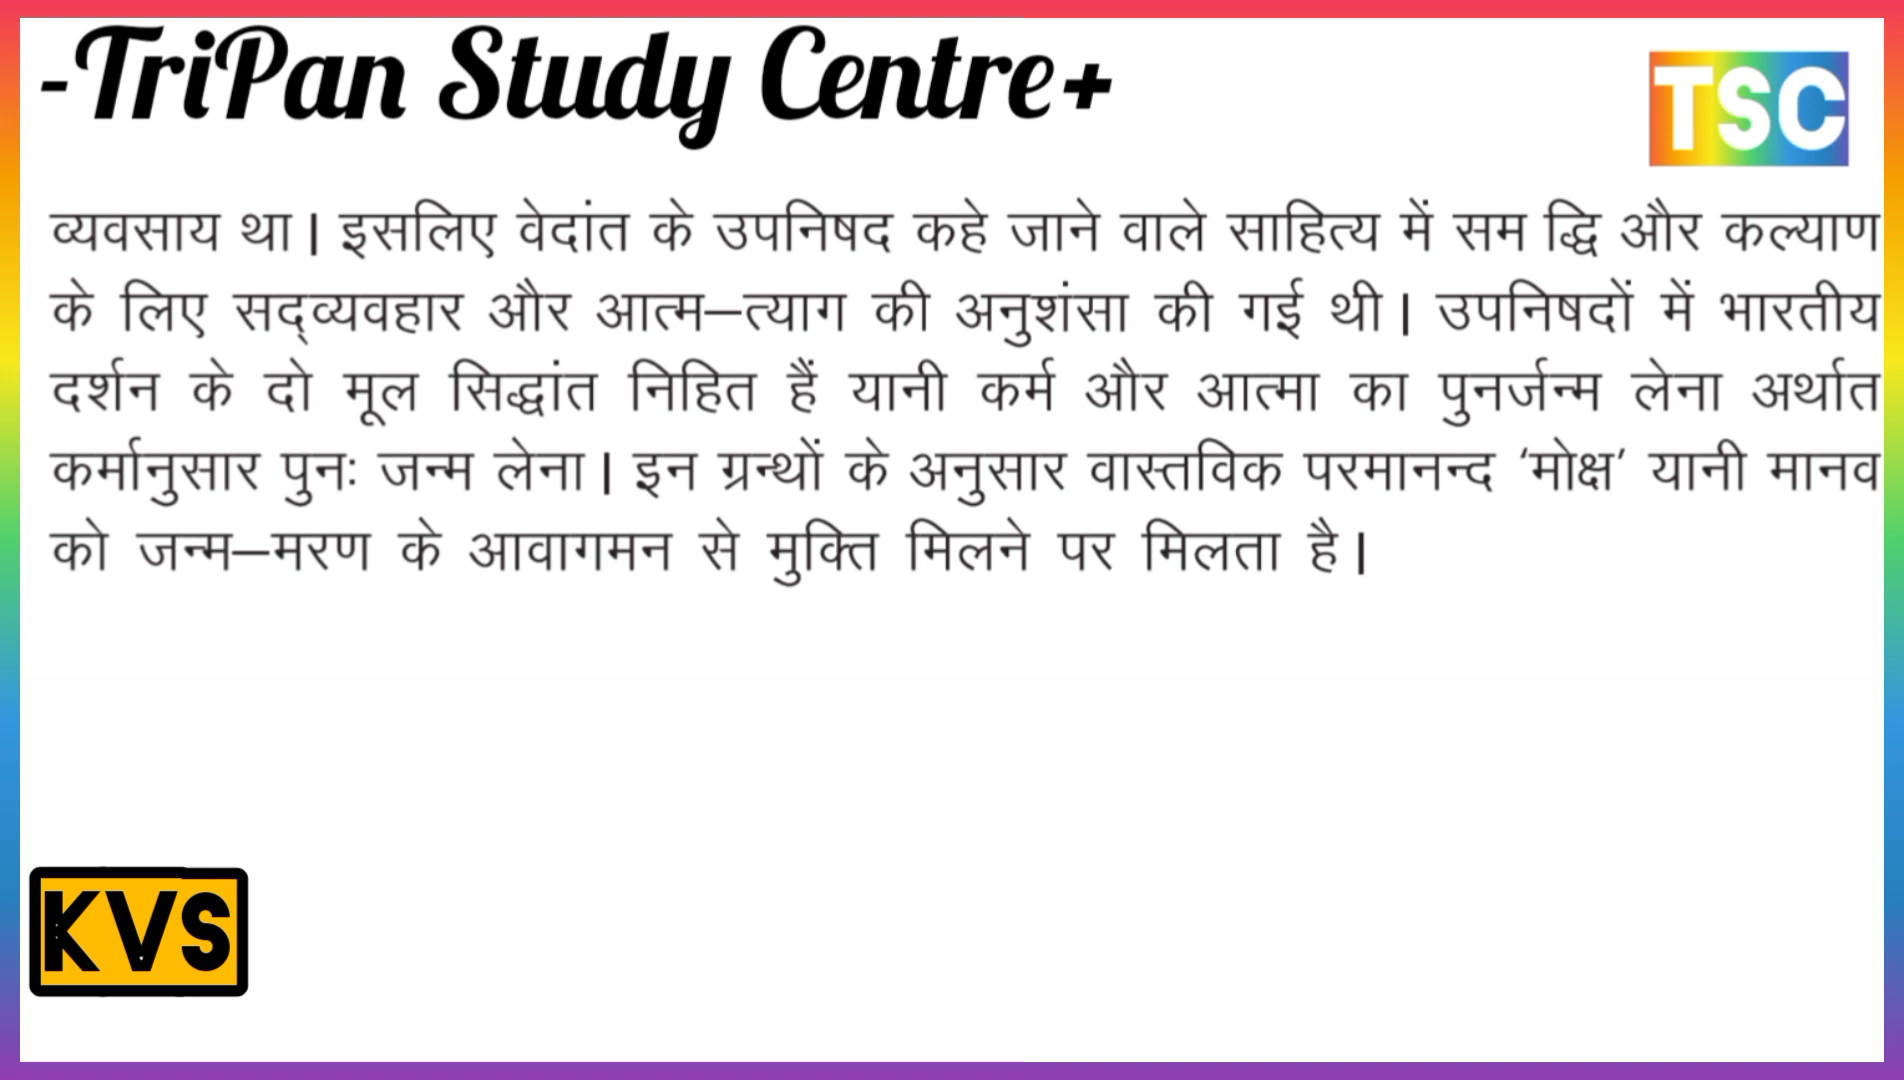 -TriPan Study Centre+
TSC
व्यवसाय था। इसलिए वेदांत के उपनिषद कहे जाने वाले साहित्य में सम द्धि और कल्याण
के लिए सद्व्यवहार और आत्म–त्याग की अनुशंसा की गई थी। उपनिषदों में भारतीय
दर्शन के दो मूल सिद्धांत निहित हैं यानी कर्म और आत्मा का पुनर्जन्म लेना अर्थात
कर्मानुसार पुनः जन्म लेना। इन ग्रन्थों के अनुसार वास्तविक परमानन्द ‘मोक्ष’ यानी मानव
को जन्म–मरण के आवागमन से मुक्ति मिलने पर मिलता है।
KVS